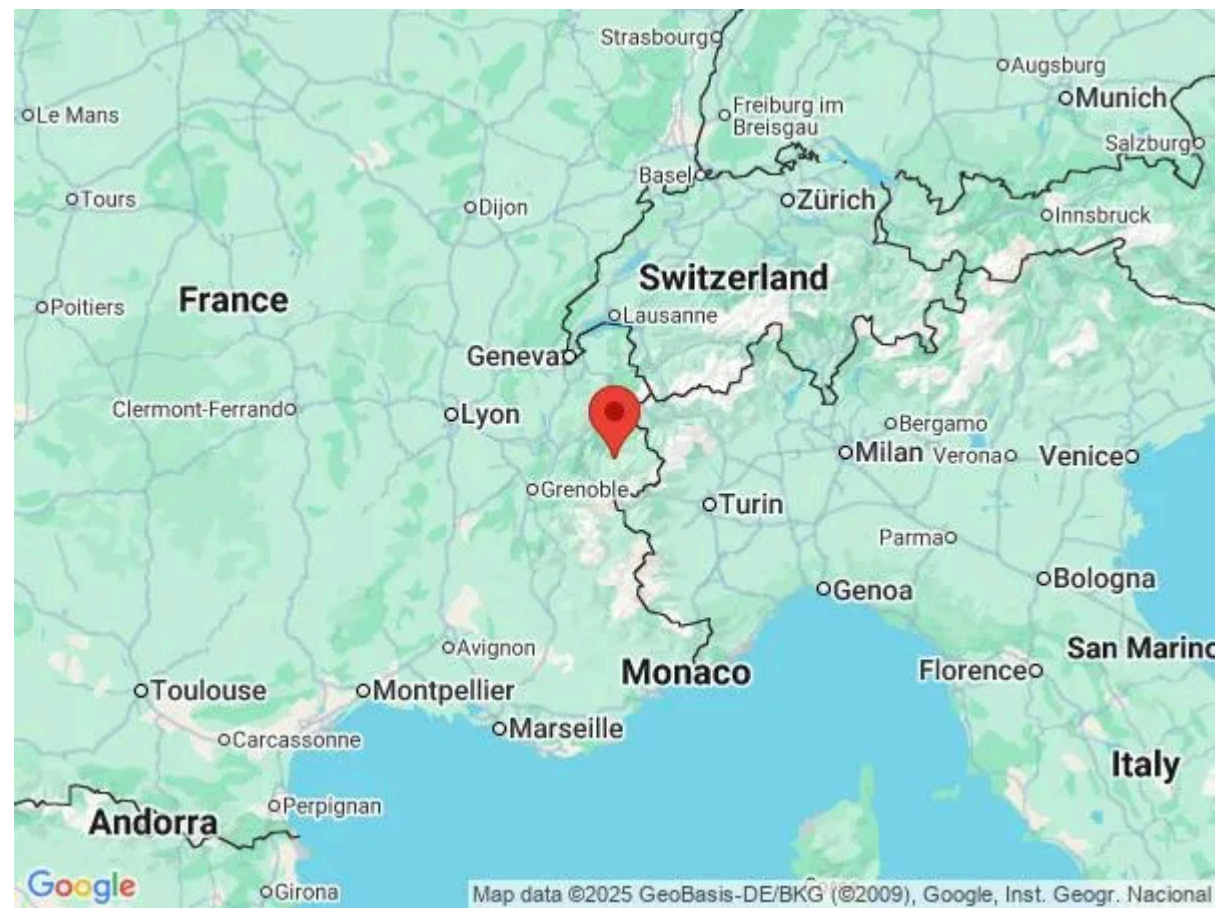 Strasbourg
Augsburg
Le Mans
Munich
Freiburg im
Breisgau
Salzburg
Basel
Tours
Zürich
Dijon
Innsbruck
Switzerland
France
Poitiers
Lausanne
Geneva
Clermont-Ferrand
Lyon
Bergamo
Milan
Verona
Venice
Grenoble
Turin
Parma
Bologna
Genoa
Avignon
San Marino
Monaco
Florence
Toulouse
Montpellier
Marseille
Carcassonne
Italy
Perpignan
Andorra
Google
Girona
Map data ©2025 GeoBasis-DE/BKG (©2009), Google, Inst. Geogr. Nacional